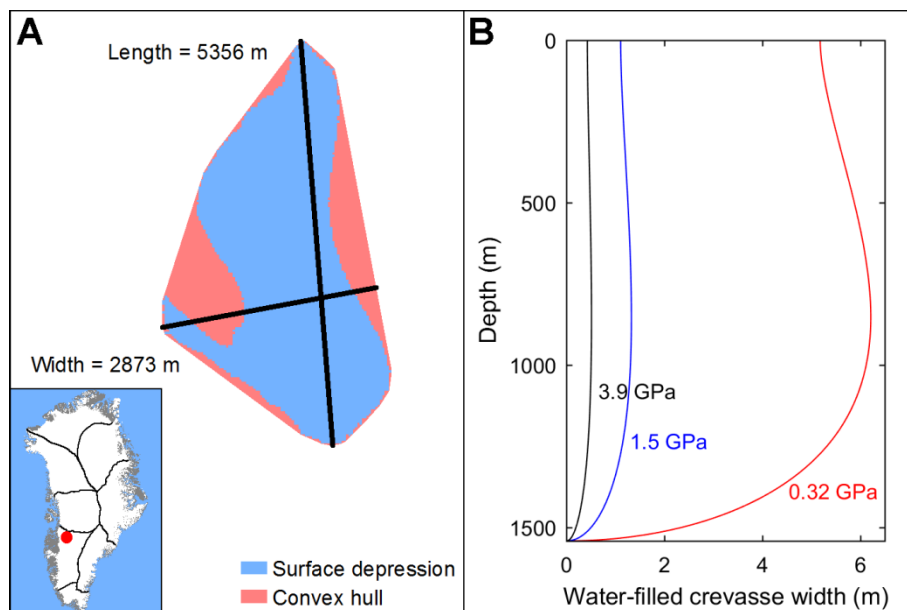 A
Length = 5356 m
Width = 2873 m
Surface depression
Convex hull
B
0
500
1000
1500
Depth (m)
3.9 GPa
1.5 GPa
0.32 GPa
0 2 4 6
Water-filled crevasse width (m)